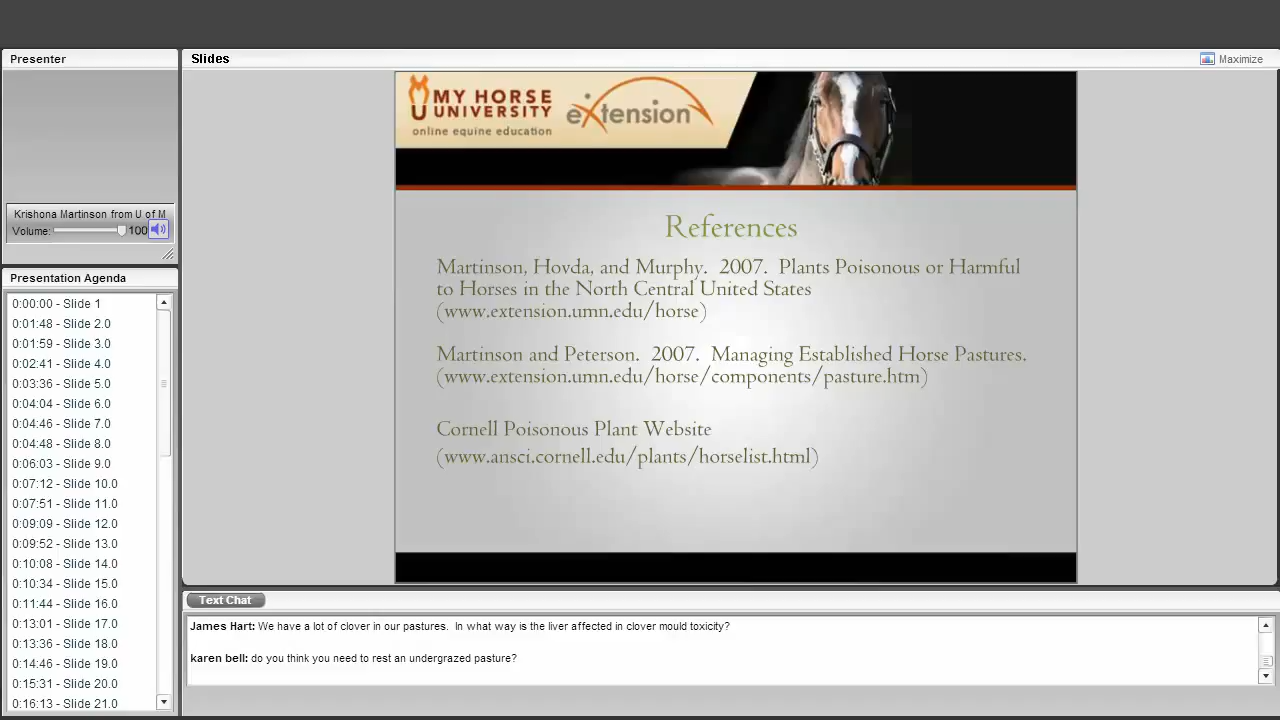 Presenter
Slides
Maximize
MY HORSE
UNIVERSITY
online equine education
eXtension
Krishona Martinson from U of M
Volume: 100
Presentation Agenda
0:00:00 - Slide 1
0:01:48 - Slide 2.0
0:01:59 - Slide 3.0
0:02:41 - Slide 4.0
0:03:36 - Slide 5.0
0:04:04 - Slide 6.0
0:04:46 - Slide 7.0
0:04:48 - Slide 8.0
0:06:03 - Slide 9.0
0:07:12 - Slide 10.0
0:07:51 - Slide 11.0
0:09:09 - Slide 12.0
0:09:52 - Slide 13.0
0:10:08 - Slide 14.0
0:10:34 - Slide 15.0
0:11:44 - Slide 16.0
0:13:01 - Slide 17.0
0:13:36 - Slide 18.0
0:14:46 - Slide 19.0
0:15:31 - Slide 20.0
0:16:13 - Slide 21.0
References
Martinson, Hovda, and Murphy. 2007. Plants Poisonous or Harmful
to Horses in the North Central United States
(www.extension.umn.edu/horse)
Martinson and Peterson. 2007. Managing Established Horse Pastures.
(www.extension.umn.edu/horse/components/pasture.htm)
Cornell Poisonous Plant Website
(www.ansci.cornell.edu/plants/horselist.html)
Text Chat
James Hart: We have a lot of clover in our pastures. In what way is the liver affected in clover mould toxicity?
karen bell: do you think you need to rest an undergrazed pasture?